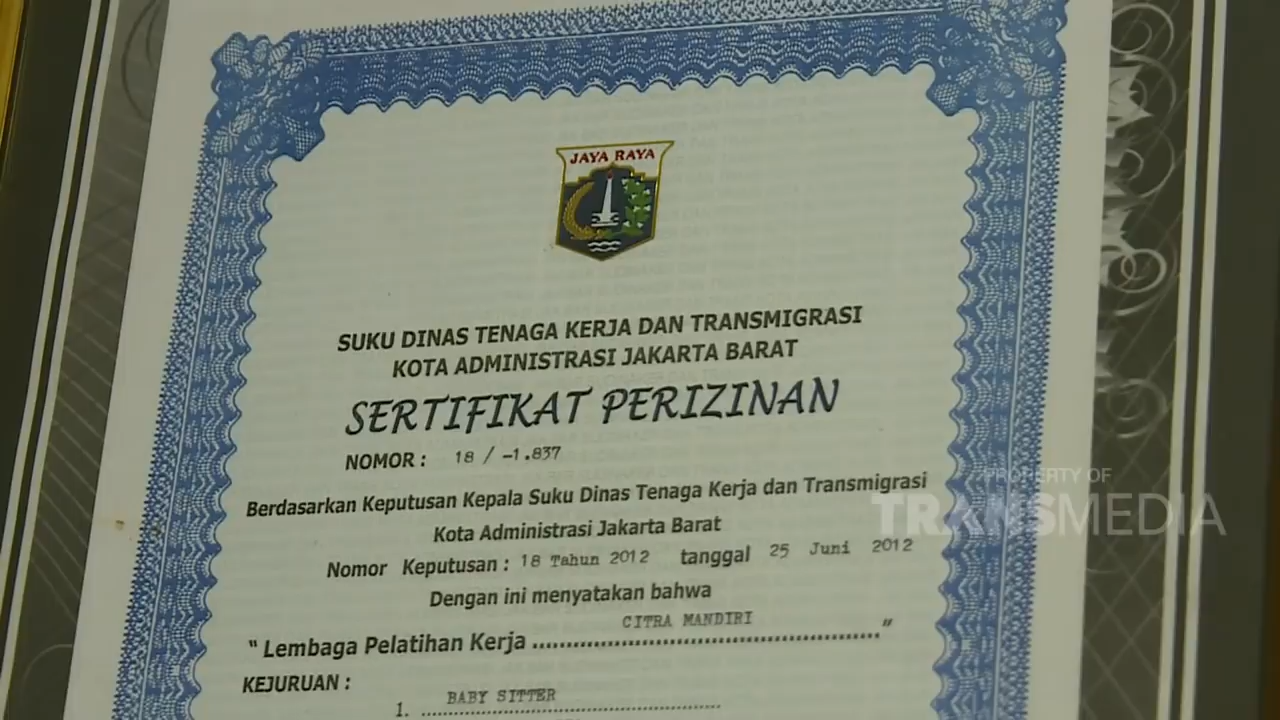 JAYA RAYA
SUKU DINAS TENAGA KERJA DAN TRANSMIGRASI
KOTA ADMINISTRASI JAKARTA BARAT
SERTIFIKAT PERIZINAN
NOMOR : 18 / -1.837
Berdasarkan Keputusan Kepala Suku Dinas Tenaga Kerja dan Transmigrasi
Kota Administrasi Jakarta Barat
Nomor Keputusan : 18 Tahun 2012 tanggal 25 Juni 2012
Dengan ini menyatakan bahwa
" Lembaga Pelatihan Kerja CITRA MANDIRI "
KEJURUAN :
1. BABY SITTER
PROPERTY OF
TRANSMEDIA